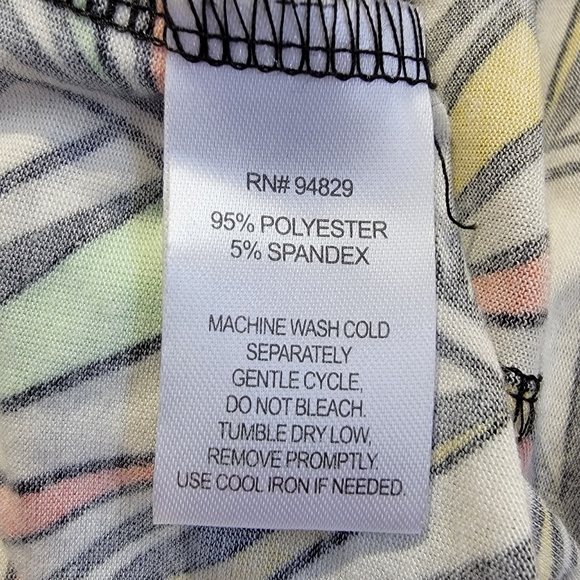 RN# 94829
95% POLYESTER
5% SPANDEX
MACHINE WASH COLD
SEPARATELY
GENTLE CYCLE,
DO NOT BLEACH.
TUMBLE DRY LOW,
REMOVE PROMPTLY.
USE COOL IRON IF NEEDED.